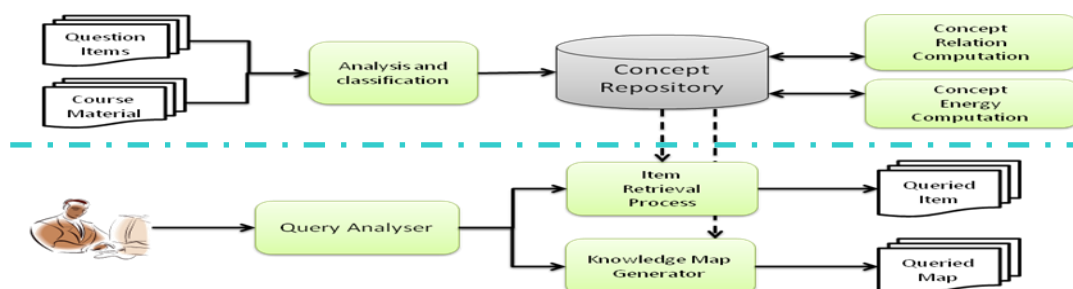 Question
Items
Course
Material
Analysis and
classification
Concept
Repository
Concept
Relation
Computation
Concept
Energy
Computation
Query Analyser
Item
Retrieval
Process
Knowledge Map
Generator
Queried
Item
Queried
Map